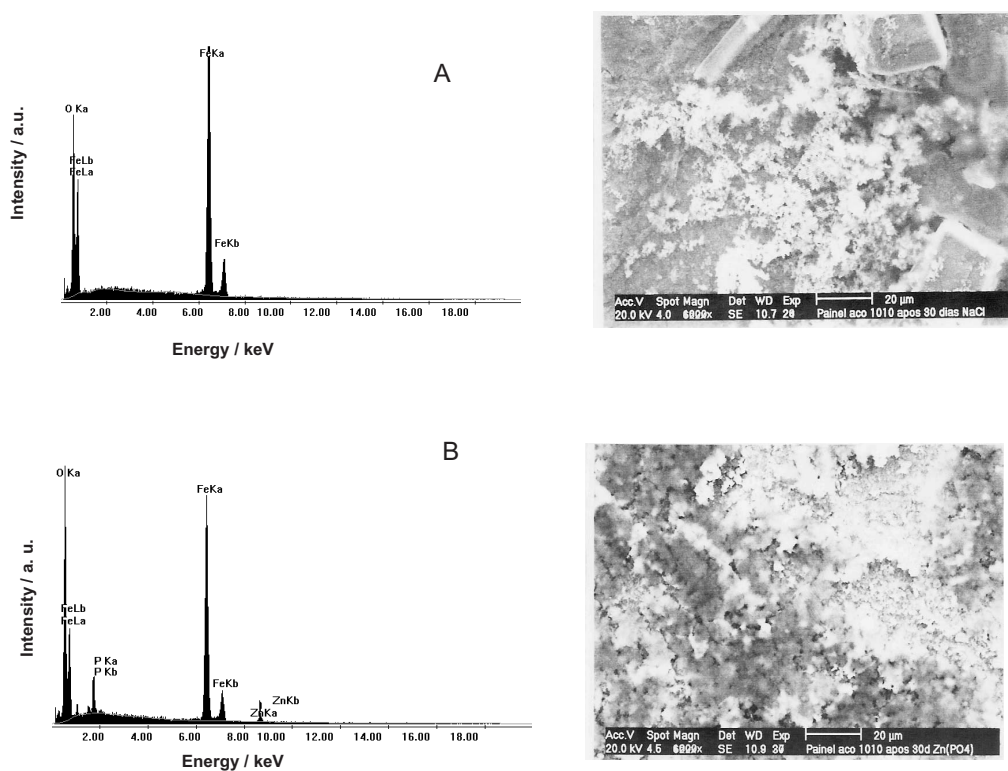 A
Intensity / a.u.
FeKa
O Ka
FeLb
FeLa
FeKb
2.00 4.00 6.00 8.00 10.00 12.00 14.00 16.00 18.00
Energy / keV
Acc.V Spot Magn Det WD Exp 20 µm
20.0 kV 4.0 SE 10.7 Painel aco 1010 apos 30 dias NaCl
B
Intensity / a. u.
O Ka
FeKa
FeLb
FeLa
P Ka
P Kb
FeKb
ZnKb
ZnKa
2.00 4.00 6.00 8.00 10.00 12.00 14.00 16.00 18.00
Energy / keV
Acc.V Spot Magn Det WD Exp 20 µm
20.0 kV 4.5 SE 10.9 Painel aco 1010 apos 30d Zn(PO4)